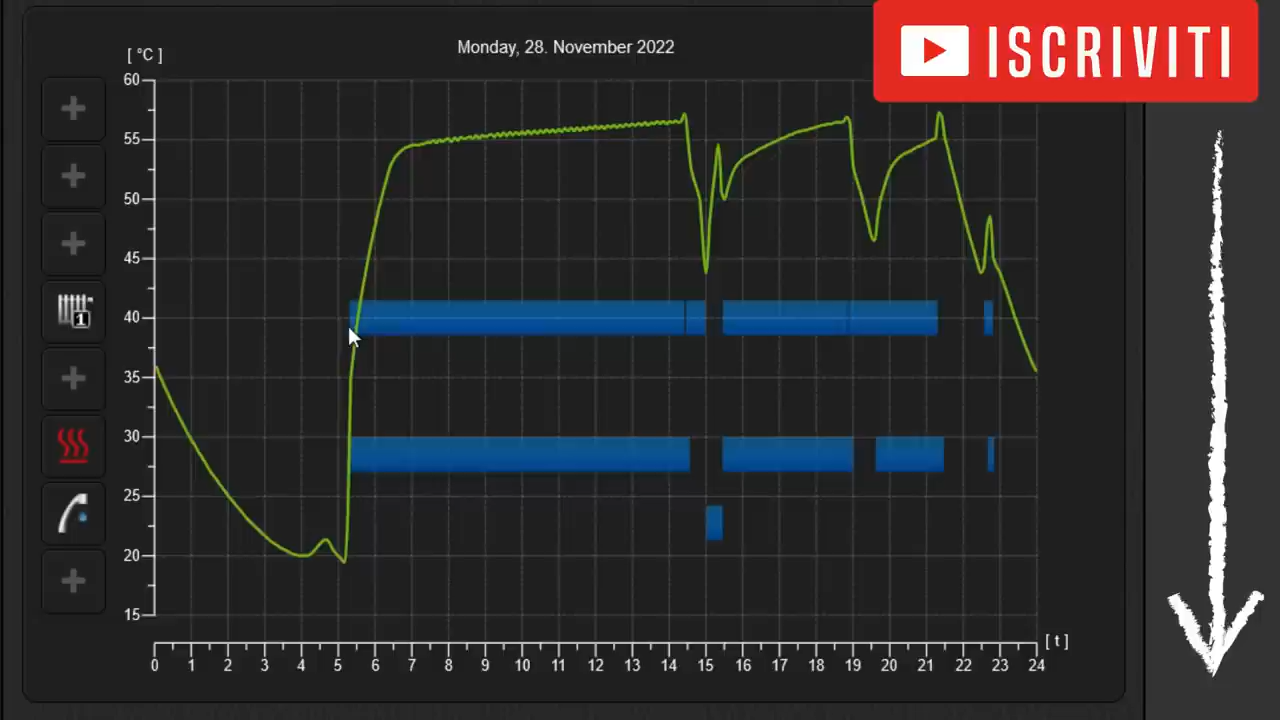 ISCRIVITI
Monday, 28. November 2022
[ °C ]
60
55
50
45
40
35
30
25
20
15
1
0 1 2 3 4 5 6 7 8 9 10 11 12 13 14 15 16 17 18 19 20 21 22 23 24
[ t ]